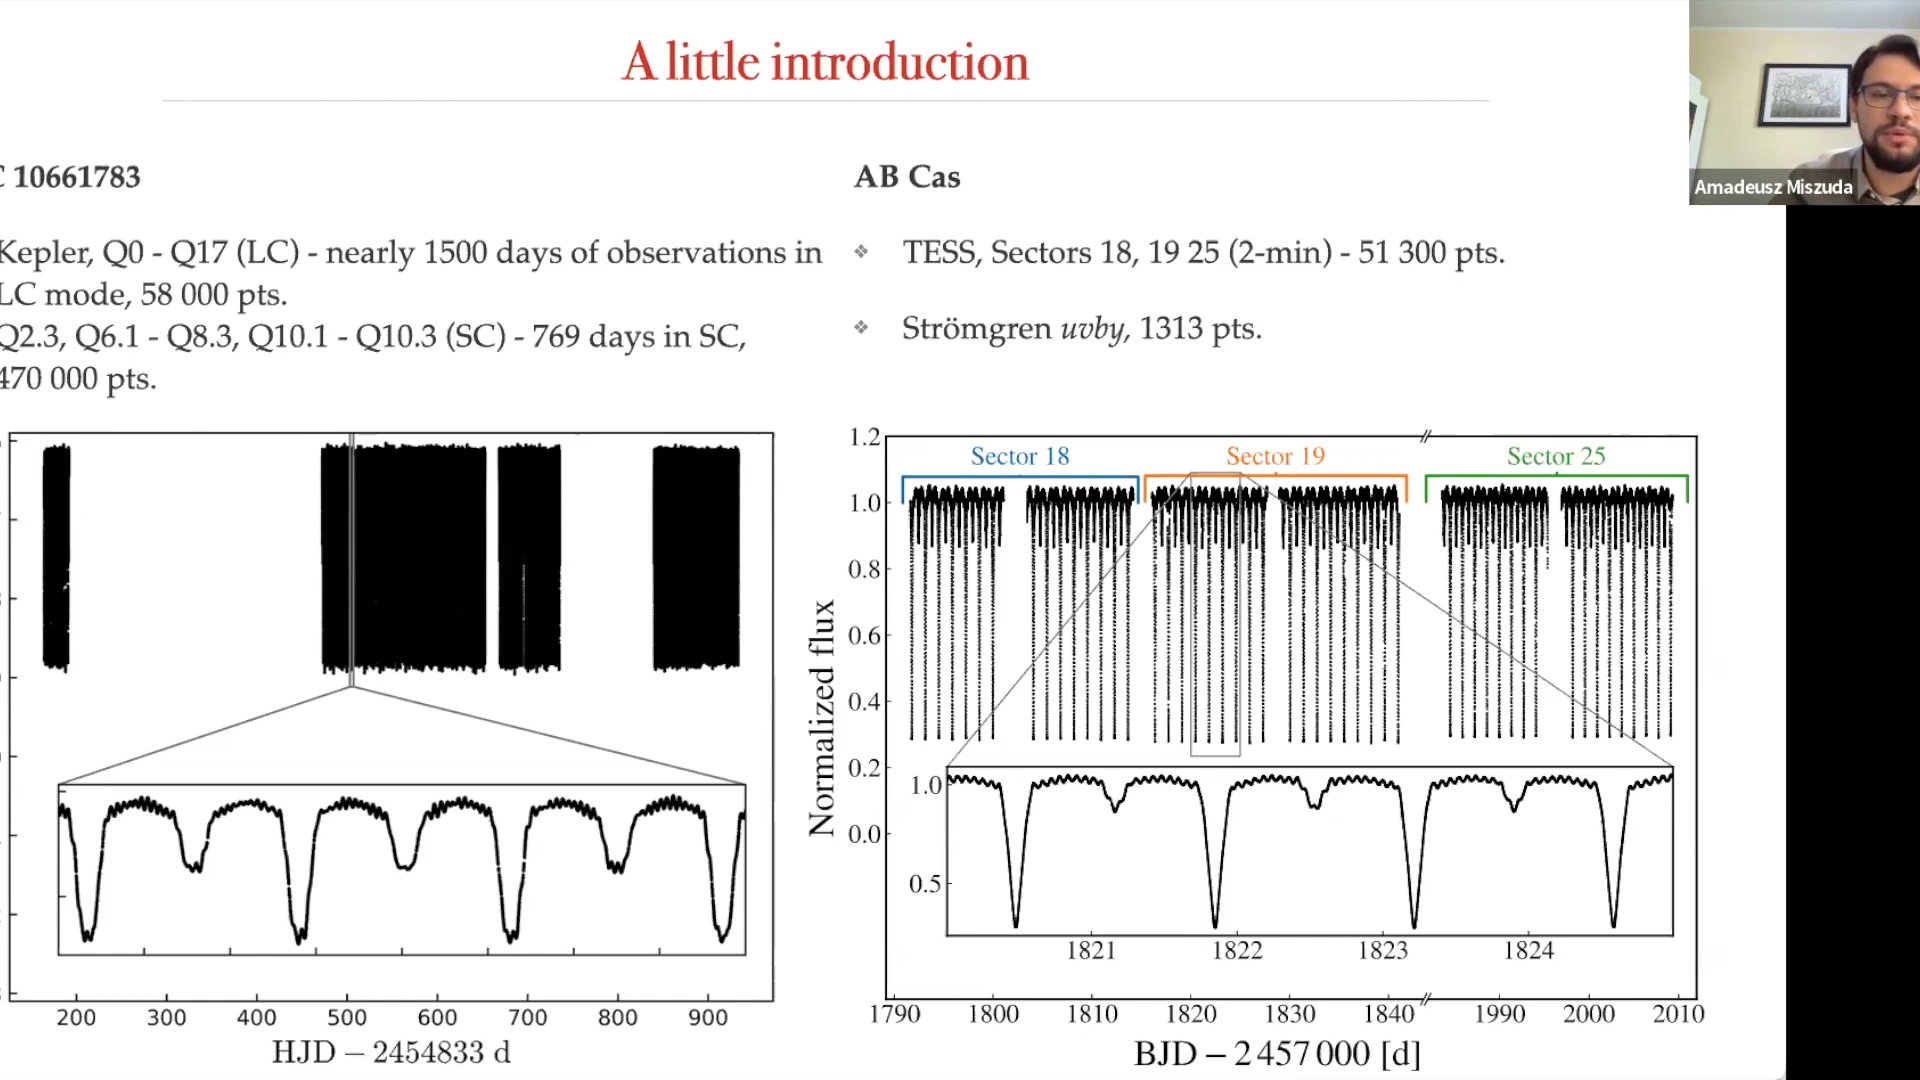 A little introduction
Amadeusz Miszuda
10661783
Kepler, Q0 - Q17 (LC) - nearly 1500 days of observations in
LC mode, 58 000 pts.
Q2.3, Q6.1 - Q8.3, Q10.1 - Q10.3 (SC) - 769 days in SC,
470 000 pts.
AB Cas
❖ TESS, Sectors 18, 19 25 (2-min) - 51 300 pts.
❖ Strömgren uvby, 1313 pts.
200 300 400 500 600 700 800 900
HJD – 2454833 d
Sector 18 Sector 19 Sector 25
1.2
1.0
0.8
0.6
0.4
0.2
0.0
Normalized flux
1.0
0.5
1821 1822 1823 1824
1790 1800 1810 1820 1830 1840 1990 2000 2010
BJD – 2 457 000 [d]